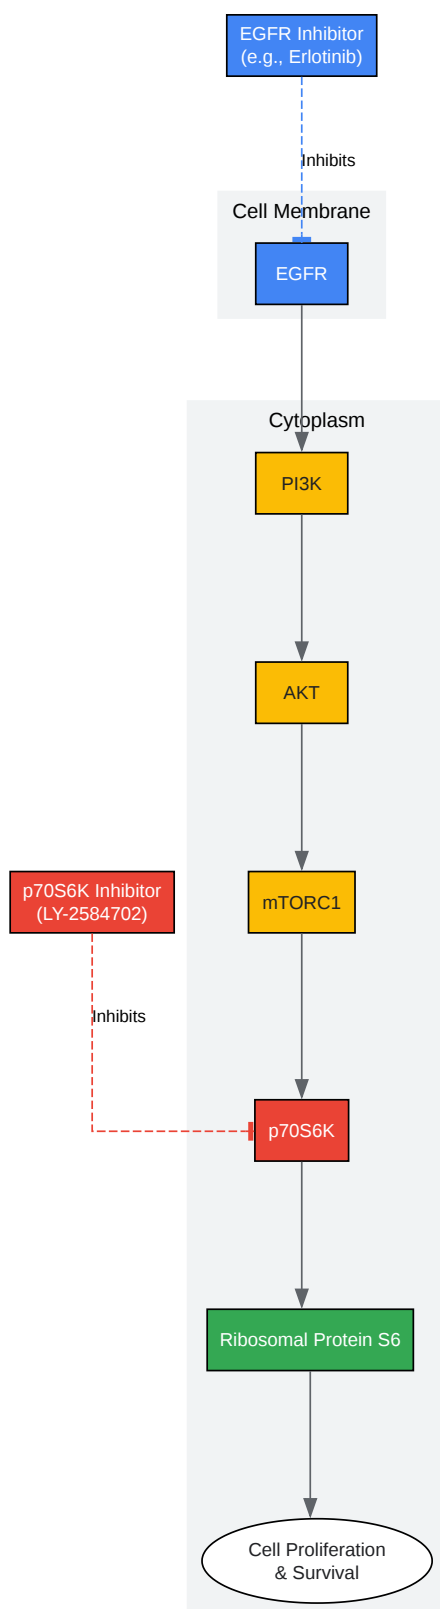 EGFR Inhibitor
(e.g., Erlotinib)
Inhibits
Cell Membrane
EGFR
Cytoplasm
PI3K
AKT
p70S6K Inhibitor
(LY-2584702)
mTORC1
Inhibits
p70S6K
Ribosomal Protein S6
Cell Proliferation
& Survival